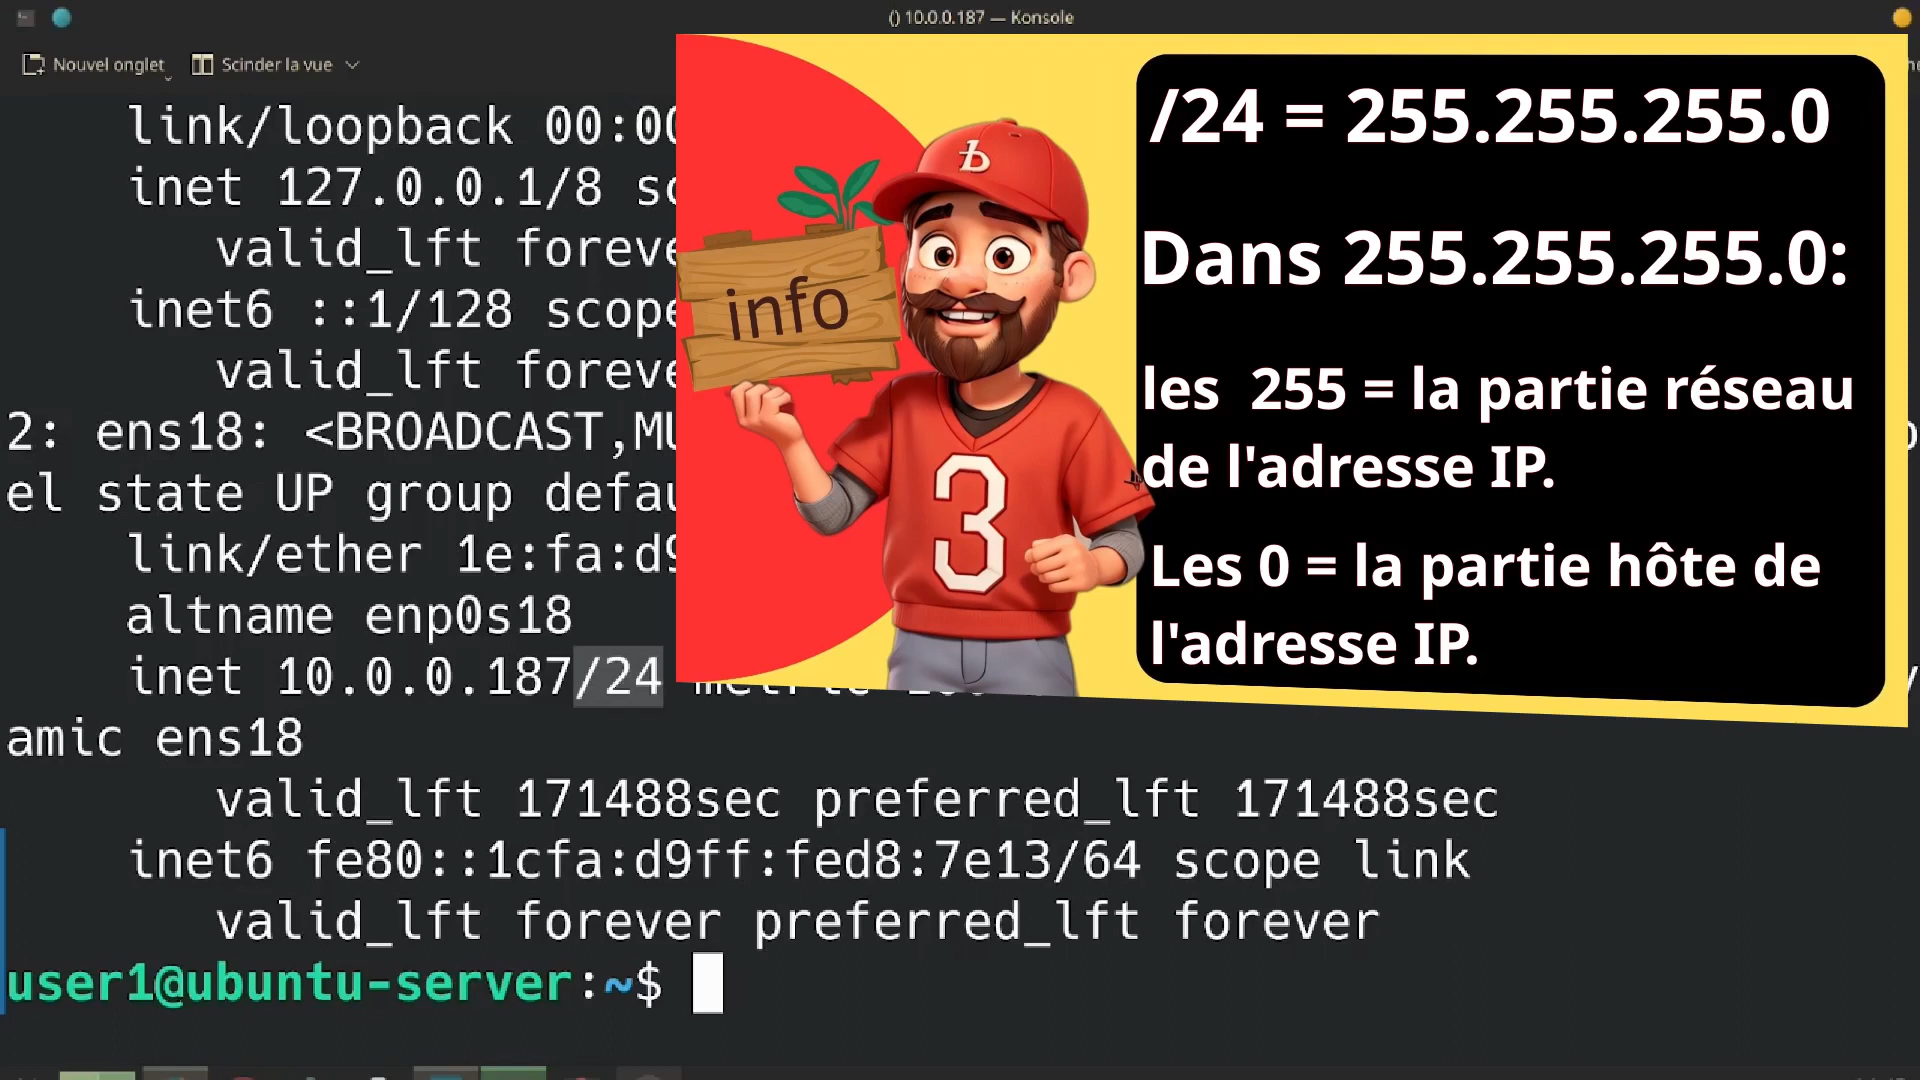 () 10.0.0.187 — Konsole
Nouvel onglet Scinder la vue
link/loopback 00:00
inet 127.0.0.1/8
valid_lft
inet6 ::1/128 scope
valid_lft
2: ens18: <BROADCAST,
el state UP group
link/ether 1e:fa:d9
altname enp0s18
inet 10.0.0.187/24
amic ens18
valid_lft 171488sec preferred_lft 171488sec
inet6 fe80::1cfa:d9ff:fed8:7e13/64 scope link
valid_lft forever preferred_lft forever
user1@ubuntu-server:~$
info
3
/24 = 255.255.255.0
Dans 255.255.255.0:
les 255 = la partie réseau
de l'adresse IP.
Les 0 = la partie hôte de
l'adresse IP.